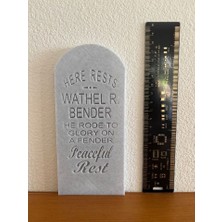 HERE RESTS
WATHEL R.
BENDER
HE RODE TO
GLORY ON
A FENDER
Peaceful
Rest